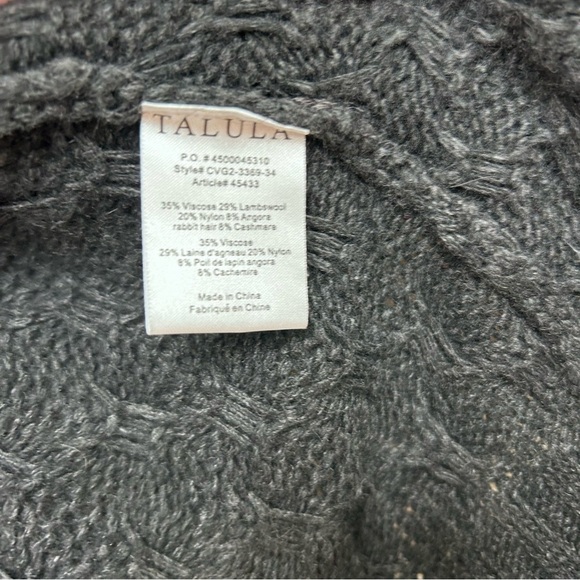 TALULA
P.O. # 4500045310
Style# CVG2-3369-34
Article# 45433
35% Viscose 29% Lambswool
20% Nylon 8% Angora
rabbit hair 8% Cashmere
35% Viscose
29% Laine d'agneau 20% Nylon
8% Poil de lapin angora
8% Cachemire
Made in China
Fabriqué en Chine